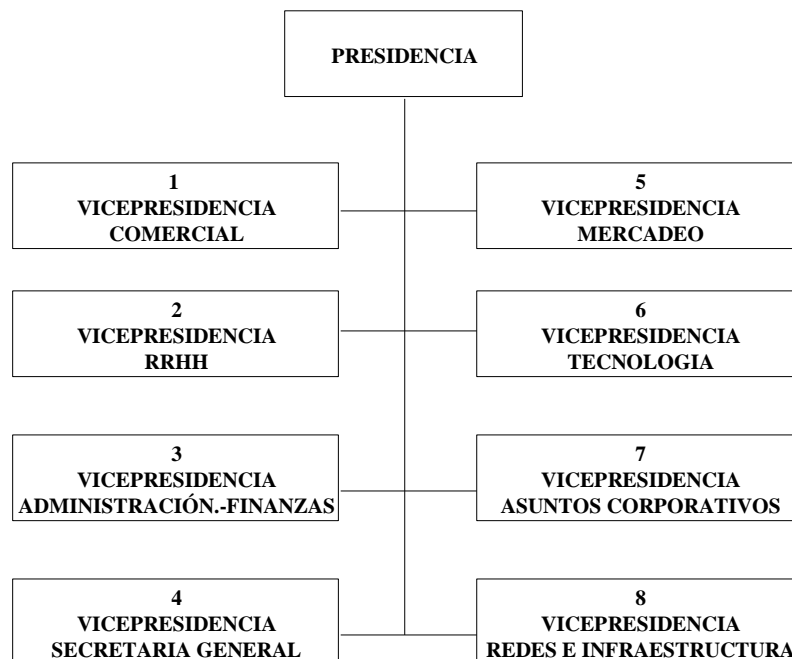 PRESIDENCIA
1
VICEPRESIDENCIA
COMERCIAL
2
VICEPRESIDENCIA
RRHH
3
VICEPRESIDENCIA
ADMINISTRACIÓN.-FINANZAS
4
VICEPRESIDENCIA
SECRETARIA GENERAL
5
VICEPRESIDENCIA
MERCADEO
6
VICEPRESIDENCIA
TECNOLOGIA
7
VICEPRESIDENCIA
ASUNTOS CORPORATIVOS
8
VICEPRESIDENCIA
REDES E INFRAESTRUCTURA